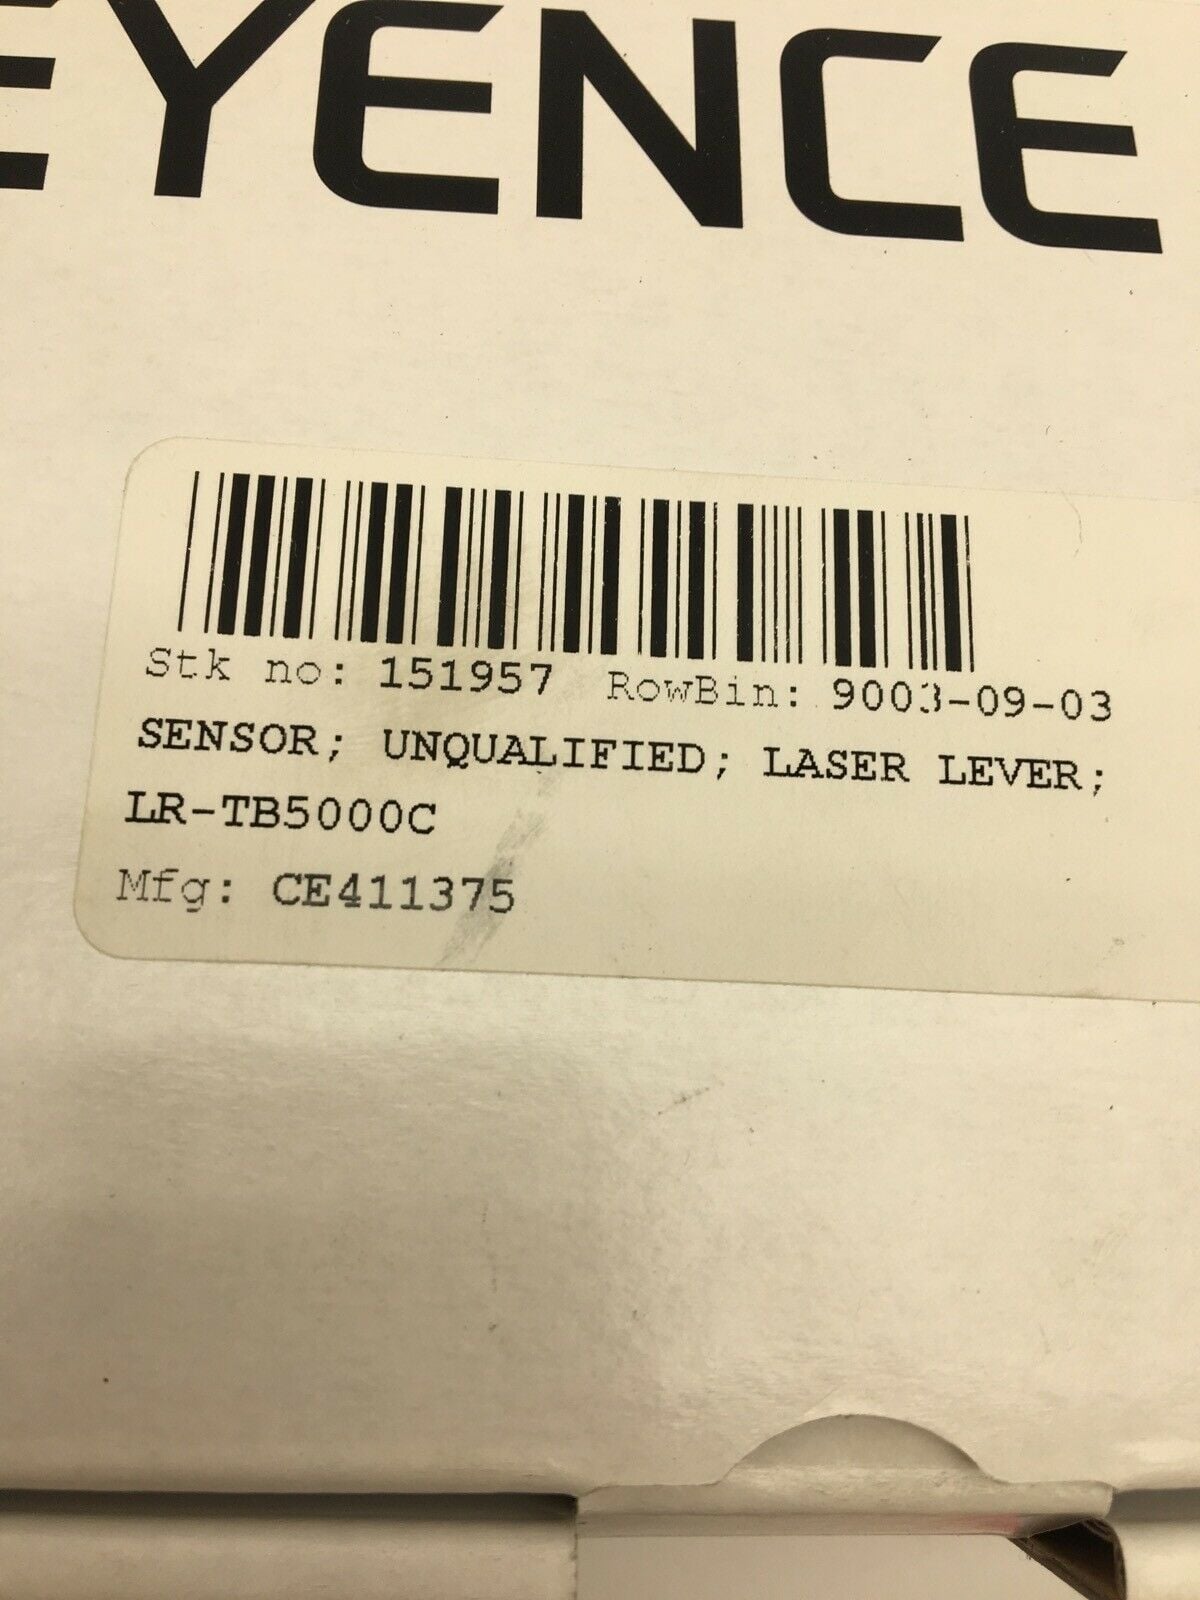 EYENCE
Stk no: 151957 RowBin: 9003-09-03
SENSOR; UNQUALIFIED; LASER LEVER;
LR-TB5000C
Mfg: CE411375